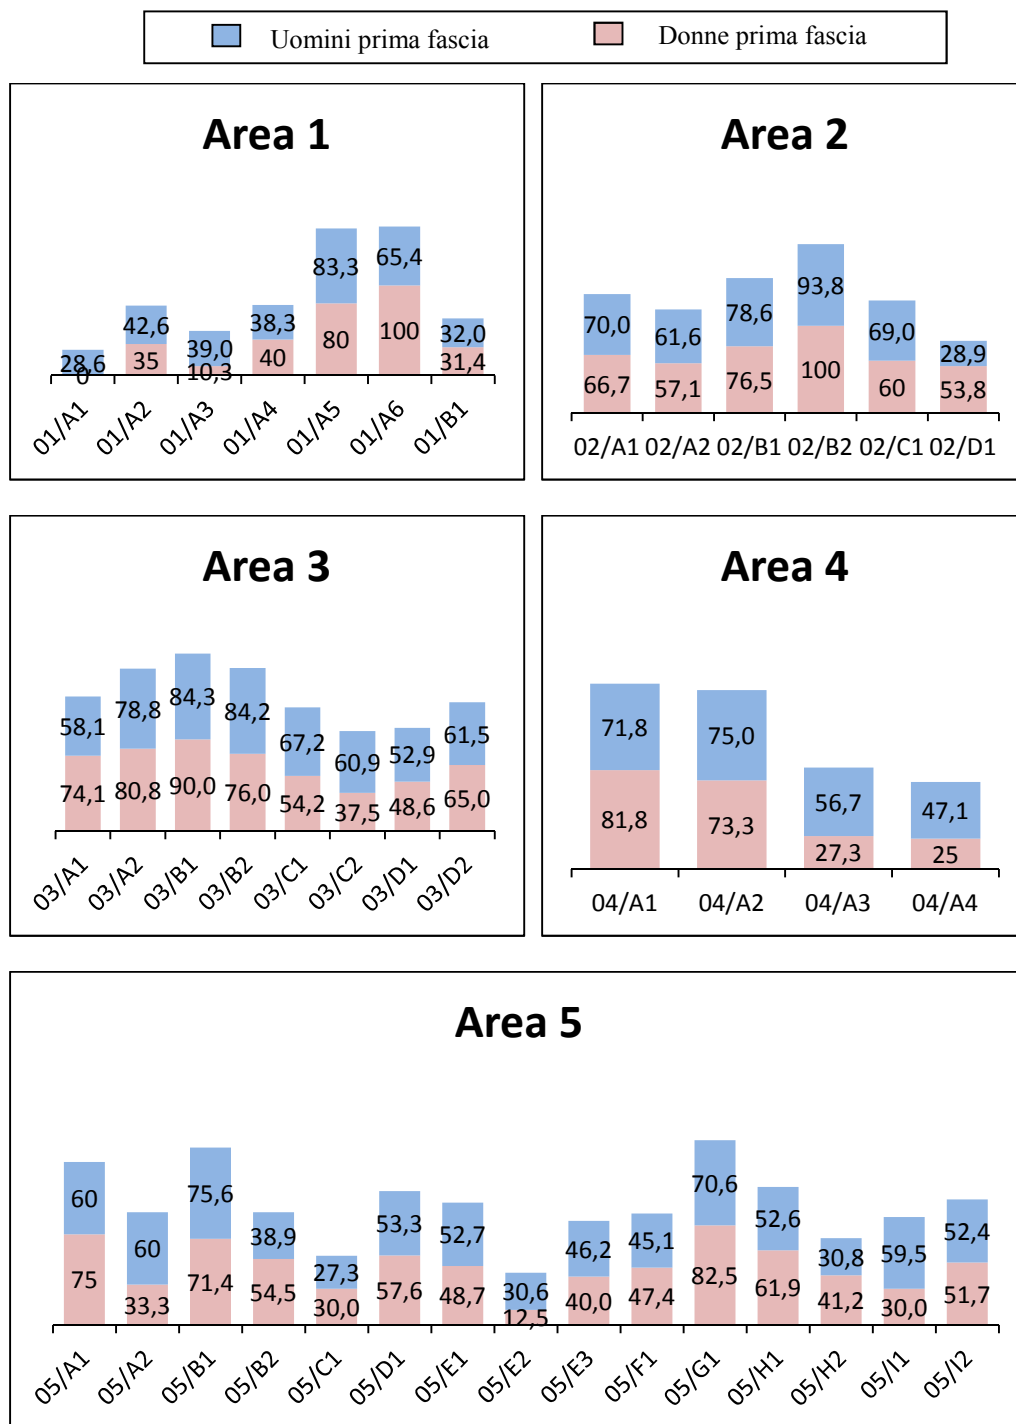 Uomini prima fascia Donne prima fascia
Area 1
28,6 42,6 39,0 38,3 83,3 65,4 32,0
0 35 10,3 40 80 100 31,4
01/A1 01/A2 01/A3 01/A4 01/A5 01/A6 01/B1
Area 2
70,0 61,6 78,6 93,8 69,0 28,9
66,7 57,1 76,5 100 60 53,8
02/A1 02/A2 02/B1 02/B2 02/C1 02/D1
Area 3
58,1 78,8 84,3 84,2 67,2 60,9 52,9 61,5
74,1 80,8 90,0 76,0 54,2 37,5 48,6 65,0
03/A1 03/A2 03/B1 03/B2 03/C1 03/C2 03/D1 03/D2
Area 4
71,8 75,0 56,7 47,1
81,8 73,3 27,3 25
04/A1 04/A2 04/A3 04/A4
Area 5
60 60 75,6 38,9 27,3 53,3 52,7 30,6 46,2 45,1 70,6 52,6 30,8 59,5 52,4
75 33,3 71,4 54,5 30,0 57,6 48,7 12,5 40,0 47,4 82,5 61,9 41,2 30,0 51,7
05/A1 05/A2 05/B1 05/B2 05/C1 05/D1 05/E1 05/E2 05/E3 05/F1 05/G1 05/H1 05/H2 05/I1 05/I2